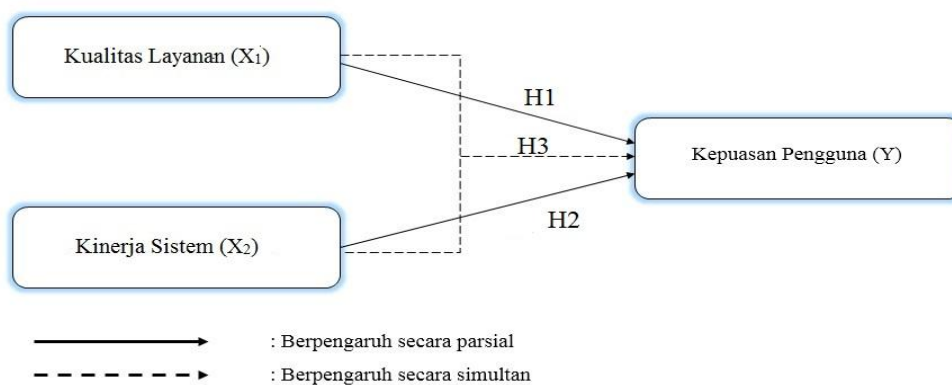 Kualitas Layanan (X₁)
H1
H3
Kepuasan Pengguna (Y)
H2
Kinerja Sistem (X₂)
: Berpengaruh secara parsial
: Berpengaruh secara simultan